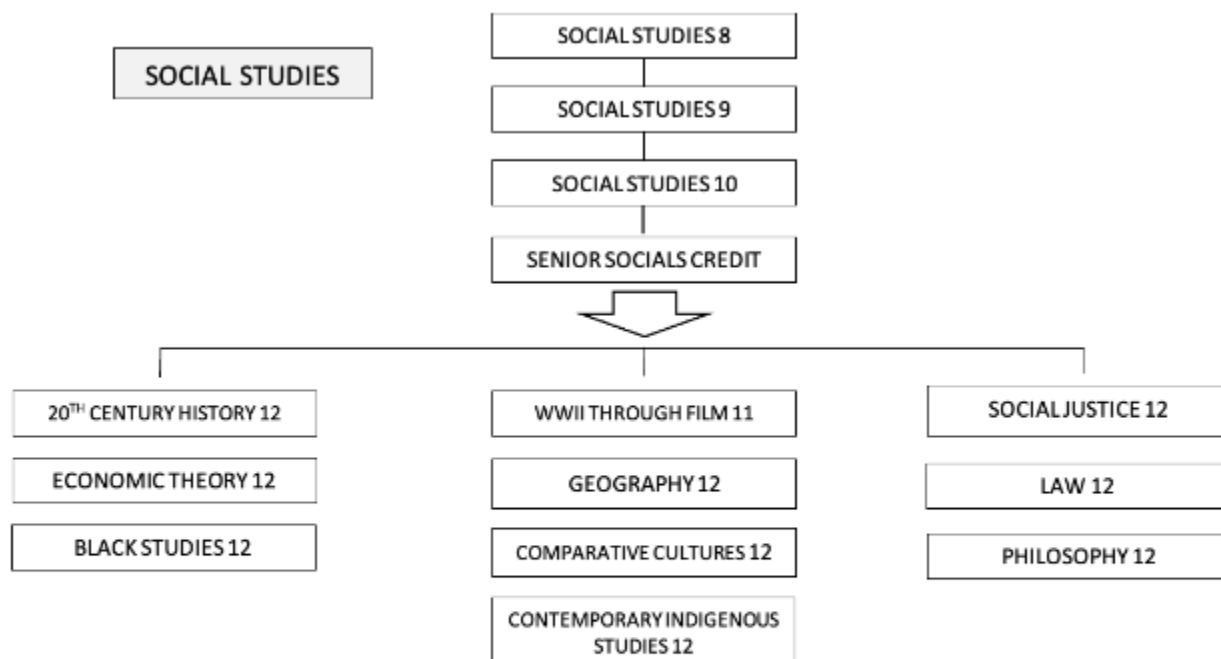 SOCIAL STUDIES 8
SOCIAL STUDIES
SOCIAL STUDIES 9
SOCIAL STUDIES 10
SENIOR SOCIALS CREDIT
20TH CENTURY HISTORY 12
ECONOMIC THEORY 12
BLACK STUDIES 12
WWII THROUGH FILM 11
GEOGRAPHY 12
COMPARATIVE CULTURES 12
CONTEMPORARY INDIGENOUS
STUDIES 12
SOCIAL JUSTICE 12
LAW 12
PHILOSOPHY 12